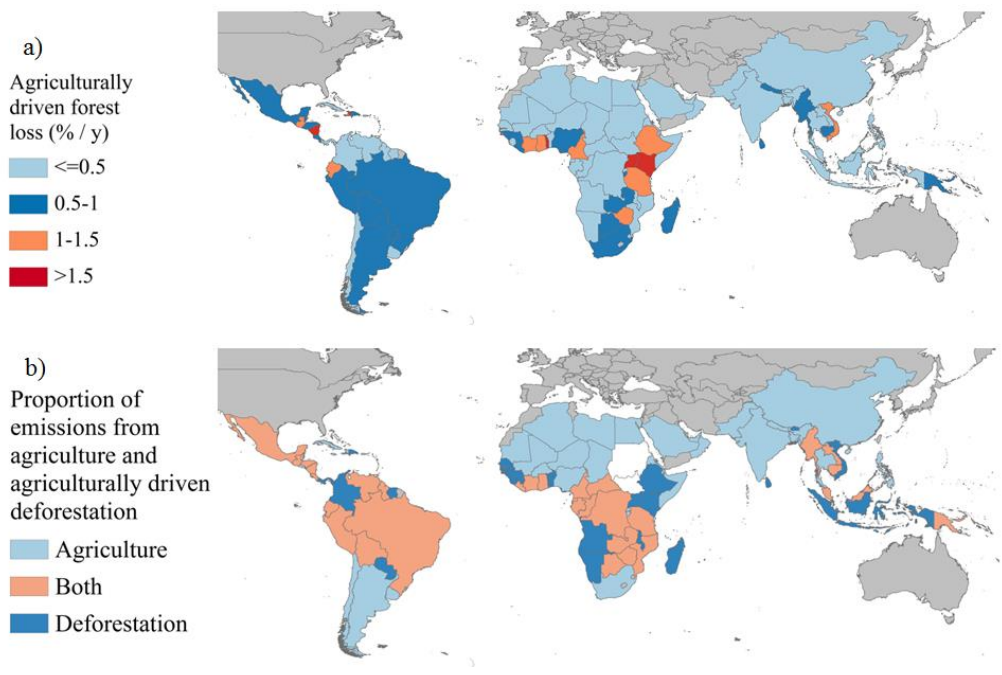 a)
Agriculturally
driven forest
loss (% / y)
<=0.5
0.5-1
1-1.5
>1.5
b)
Proportion of
emissions from
agriculture and
agriculturally driven
deforestation
Agriculture
Both
Deforestation